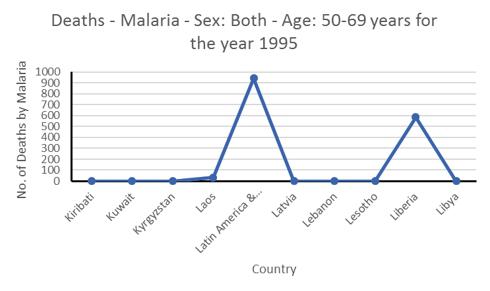 Deaths - Malaria - Sex: Both - Age: 50-69 years for
the year 1995
No. of Deaths by Malaria
1000
900
800
700
600
500
400
300
200
100
0
Kiribati
Kuwait
Kyrgyzstan
Laos
Latin America &...
Latvia
Lebanon
Lesotho
Liberia
Libya
Country